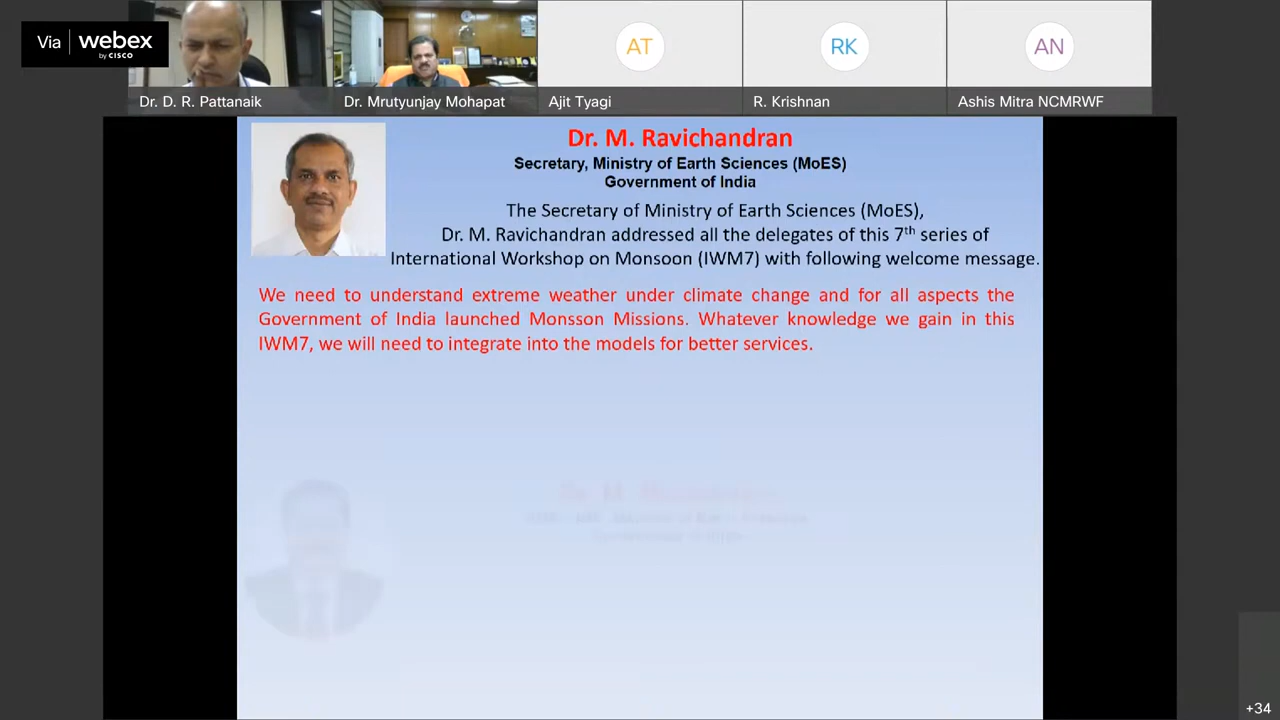 Via webex
by CISCO
Dr. D. R. Pattanaik
Dr. Mrutyunjay Mohapat
AT
Ajit Tyagi
RK
R. Krishnan
AN
Ashis Mitra NCMRWF
Dr. M. Ravichandran
Secretary, Ministry of Earth Sciences (MoES)
Government of India
The Secretary of Ministry of Earth Sciences (MoES),
Dr. M. Ravichandran addressed all the delegates of this 7th series of
International Workshop on Monsoon (IWM7) with following welcome message.
We need to understand extreme weather under climate change and for all aspects the
Government of India launched Monsson Missions. Whatever knowledge we gain in this
IWM7, we will need to integrate into the models for better services.
+34